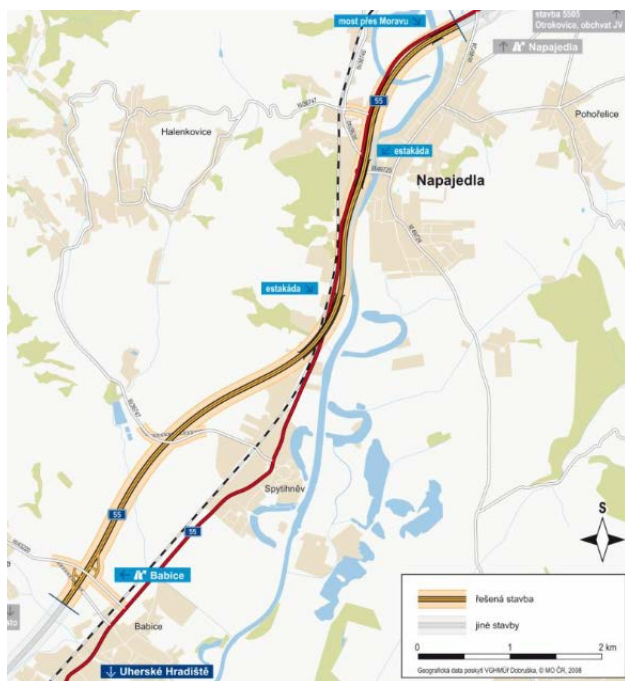 most přes Moravu ↘
stavba 5505
Otrokovice, obchvat JV
↑ Napajedla
55
Halenkovice
Pohořelice
estakáda
Napajedla
estakáda
Spytihněv
55
55
← Babice
Babice
↓ Uherské Hradiště
S
řešená stavba
jiné stavby
0 1 2 km
Geografická data poskytl VGHMÚř Dobruška, © MO ČR, 2008